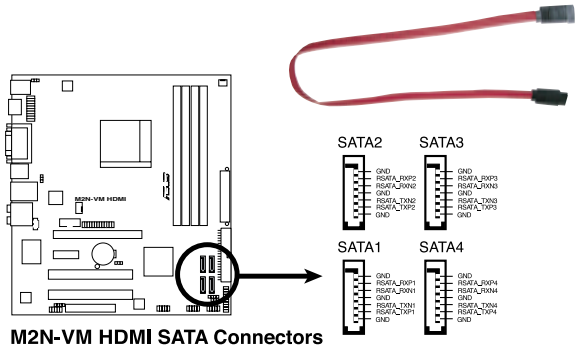 SATA2
GND
RSATA_RXP2
RSATA_RXN2
GND
RSATA_TXN2
RSATA_TXP2
GND
SATA3
GND
RSATA_RXP3
RSATA_RXN3
GND
RSATA_TXN3
RSATA_TXP3
GND
ASUS
M2N-VM HDMI
SATA1
GND
RSATA_RXP1
RSATA_RXN1
GND
RSATA_TXN1
RSATA_TXP1
GND
SATA4
GND
RSATA_RXP4
RSATA_RXN4
GND
RSATA_TXN4
RSATA_TXP4
GND
M2N-VM HDMI SATA Connectors